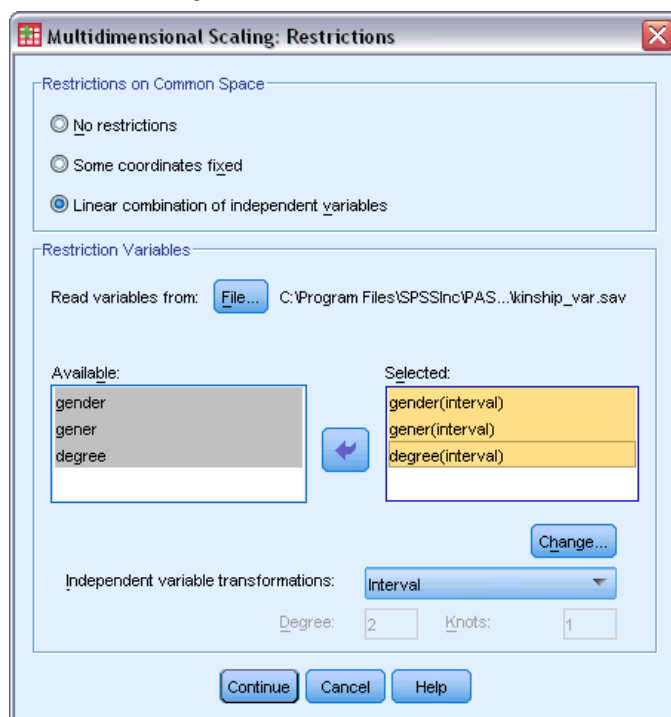 Multidimensional Scaling: Restrictions
Restrictions on Common Space
No restrictions
Some coordinates fixed
Linear combination of independent variables
Restriction Variables
Read variables from: File... C:\Program Files\SPSSInc\PAS...\kinship_var.sav
Available: Selected:
gender gender(interval)
gener gener(interval)
degree degree(interval)
Change...
Independent variable transformations: Interval
Degree: 2 Knots: 1
Continue Cancel Help